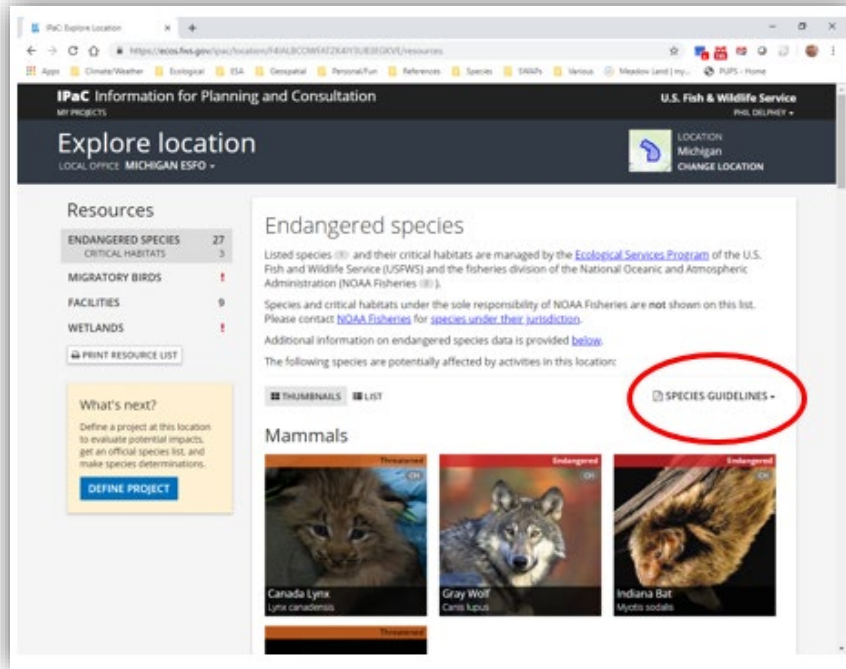 IPaC: Explore Location
https://ecos.fws.gov/ipac/location/
Apps Climate/Weather Ecological ESA Geospatial Personal/Fun References Species SWAPs Various Meadow Land | my... PUPS - Home
IPaC Information for Planning and Consultation U.S. Fish & Wildlife Service
MY PROJECTS PHIL DELPHEY
Explore location
LOCAL OFFICE MICHIGAN ESFO
LOCATION
Michigan
CHANGE LOCATION
Resources
ENDANGERED SPECIES 27
CRITICAL HABITATS 3
MIGRATORY BIRDS !
FACILITIES 9
WETLANDS !
PRINT RESOURCE LIST
What's next?
Define a project at this location
to evaluate potential impacts,
get an official species list, and
make species determinations.
DEFINE PROJECT
Endangered species
Listed species and their critical habitats are managed by the Ecological Services Program of the U.S.
Fish and Wildlife Service (USFWS) and the fisheries division of the National Oceanic and Atmospheric
Administration (NOAA Fisheries ).
Species and critical habitats under the sole responsibility of NOAA Fisheries are not shown on this list.
Please contact NOAA Fisheries for species under their jurisdiction.
Additional information on endangered species data is provided below.
The following species are potentially affected by activities in this location:
THUMBNAILS LIST SPECIES GUIDELINES
Mammals
Threatened
CH
Canada Lynx
Lynx canadensis
Endangered
CH
Gray Wolf
Canis lupus
Endangered
CH
Indiana Bat
Myotis sodalis
Threatened